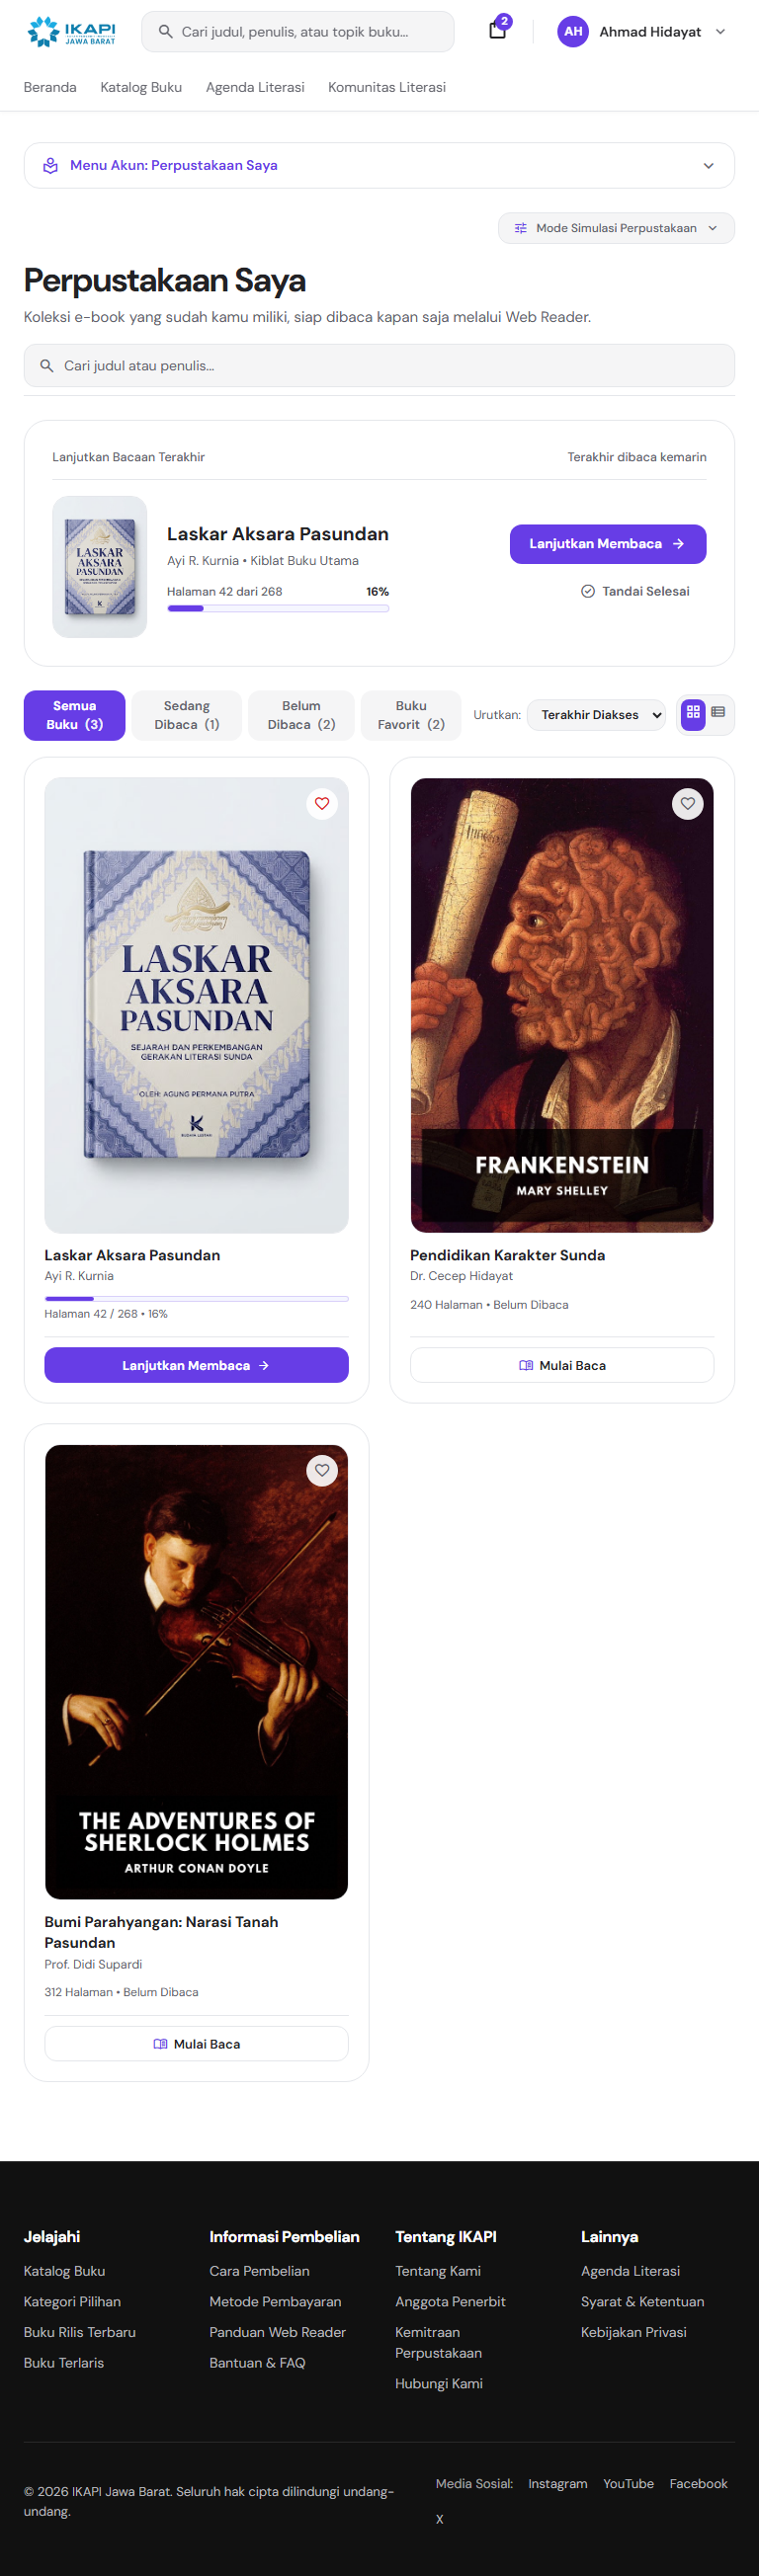 IKAPI
JAWA BARAT
Cari judul, penulis, atau topik buku...
2
AH
Ahmad Hidayat
Beranda
Katalog Buku
Agenda Literasi
Komunitas Literasi
Menu Akun: Perpustakaan Saya
Mode Simulasi Perpustakaan
Perpustakaan Saya
Koleksi e-book yang sudah kamu miliki, siap dibaca kapan saja melalui Web Reader.
Cari judul atau penulis...
Lanjutkan Bacaan Terakhir
Terakhir dibaca kemarin
LASKAR
AKSARA
PASUNDAN
Laskar Aksara Pasundan
Ayi R. Kurnia • Kiblat Buku Utama
Halaman 42 dari 268
16%
Lanjutkan Membaca
Tandai Selesai
Semua
Buku (3)
Sedang
Dibaca (1)
Belum
Dibaca (2)
Buku
Favorit (2)
Urutkan:
Terakhir Diakses
LASKAR
AKSARA
PASUNDAN
SEJARAH DAN PERKEMBANGAN
GERAKAN LITERASI SUNDA
OLEH: AGUNG PERMANA PUTRA
Laskar Aksara Pasundan
Ayi R. Kurnia
Halaman 42 / 268 • 16%
Lanjutkan Membaca
FRANKENSTEIN
MARY SHELLEY
Pendidikan Karakter Sunda
Dr. Cecep Hidayat
240 Halaman • Belum Dibaca
Mulai Baca
THE ADVENTURES OF
SHERLOCK HOLMES
ARTHUR CONAN DOYLE
Bumi Parahyangan: Narasi Tanah
Pasundan
Prof. Didi Supardi
312 Halaman • Belum Dibaca
Mulai Baca
Jelajahi
Katalog Buku
Kategori Pilihan
Buku Rilis Terbaru
Buku Terlaris
Informasi Pembelian
Cara Pembelian
Metode Pembayaran
Panduan Web Reader
Bantuan & FAQ
Tentang IKAPI
Tentang Kami
Anggota Penerbit
Kemitraan
Perpustakaan
Hubungi Kami
Lainnya
Agenda Literasi
Syarat & Ketentuan
Kebijakan Privasi
© 2026 IKAPI Jawa Barat. Seluruh hak cipta dilindungi undang-
undang.
Media Sosial:
Instagram
YouTube
Facebook
X